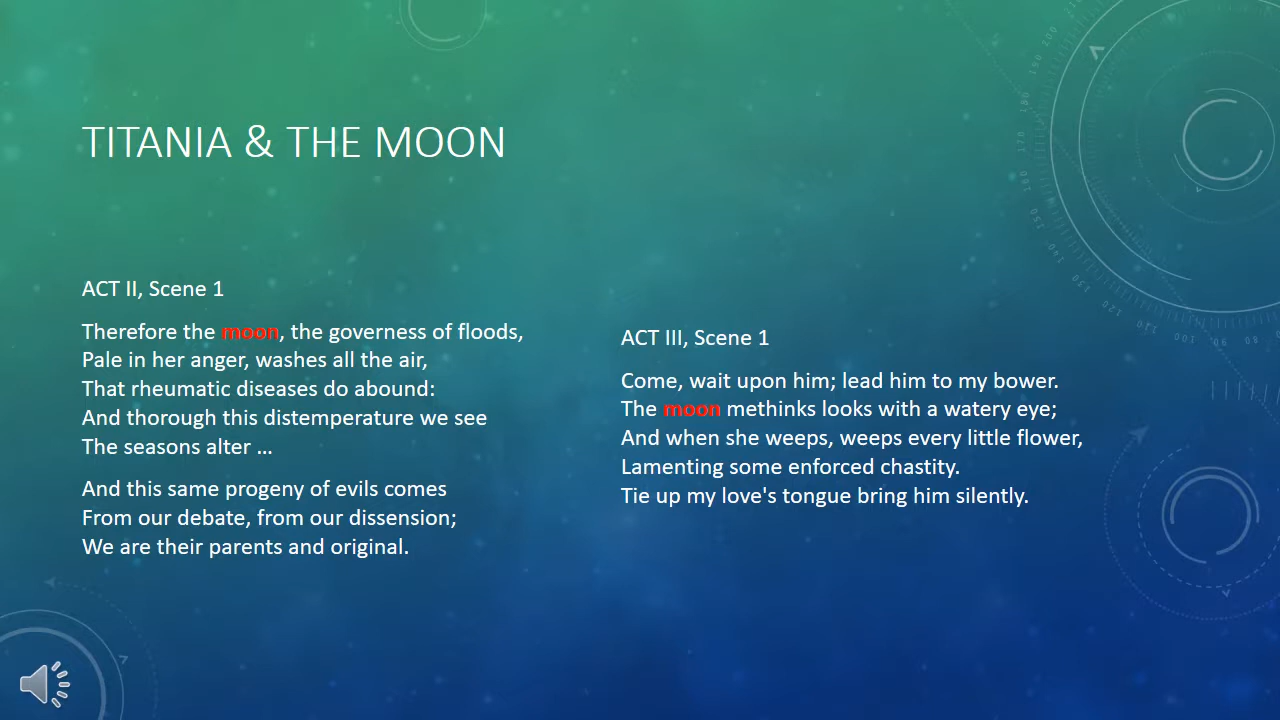 TITANIA & THE MOON
ACT II, Scene 1
Therefore the moon, the governess of floods,
Pale in her anger, washes all the air,
That rheumatic diseases do abound:
And thorough this distemperature we see
The seasons alter ...
And this same progeny of evils comes
From our debate, from our dissension;
We are their parents and original.
ACT III, Scene 1
Come, wait upon him; lead him to my bower.
The moon methinks looks with a watery eye;
And when she weeps, weeps every little flower,
Lamenting some enforced chastity.
Tie up my love's tongue bring him silently.